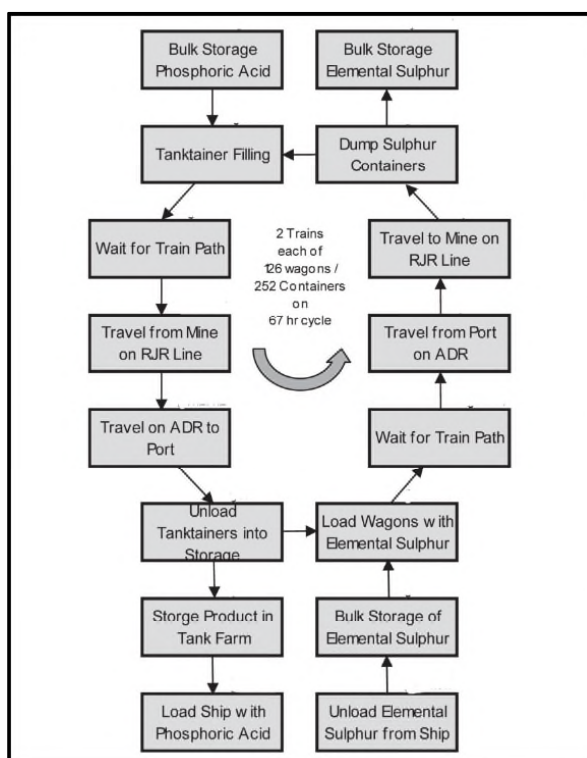 Bulk Storage
Phosphoric Acid
Bulk Storage
Elemental Sulphur
Tanktainer Filling
Dump Sulphur
Containers
Wait for Train Path
2 Trains
each of
126 wagons /
252 Containers
on
67 hr cycle
Travel to Mine on
RJR Line
Travel from Mine
on RJR Line
Travel from Port
on ADR
Travel on ADR to
Port
Wait for Train Path
Unload
Tanktainers into
Storage
Load Wagons with
Elemental Sulphur
Storge Product in
Tank Farm
Bulk Storage of
Elemental Sulphur
Load Ship with
Phosphoric Acid
Unload Elemental
Sulphur from Ship